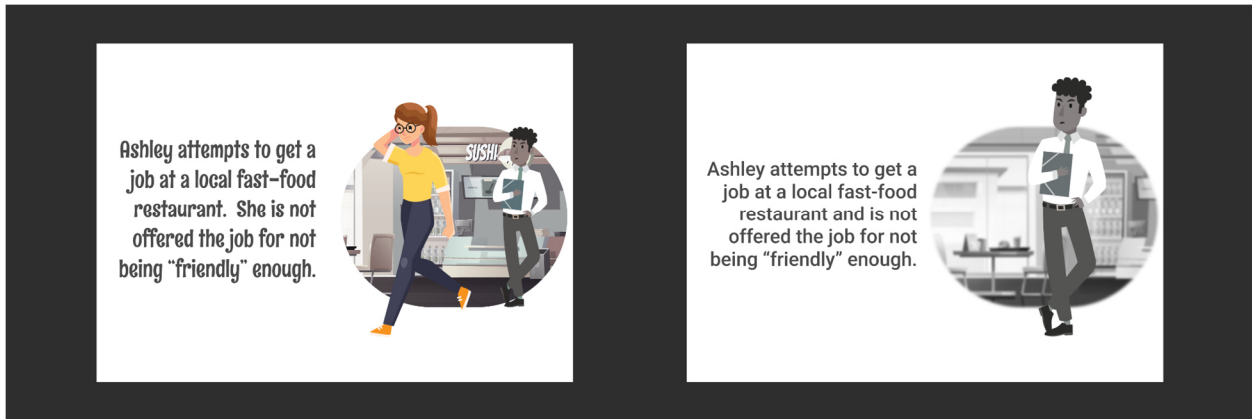 Ashley attempts to get a
job at a local fast-food
restaurant.  She is not
offered the job for not
being “friendly” enough.
SUSHI
Ashley attempts to get a
job at a local fast-food
restaurant and is not
offered the job for not
being “friendly” enough.